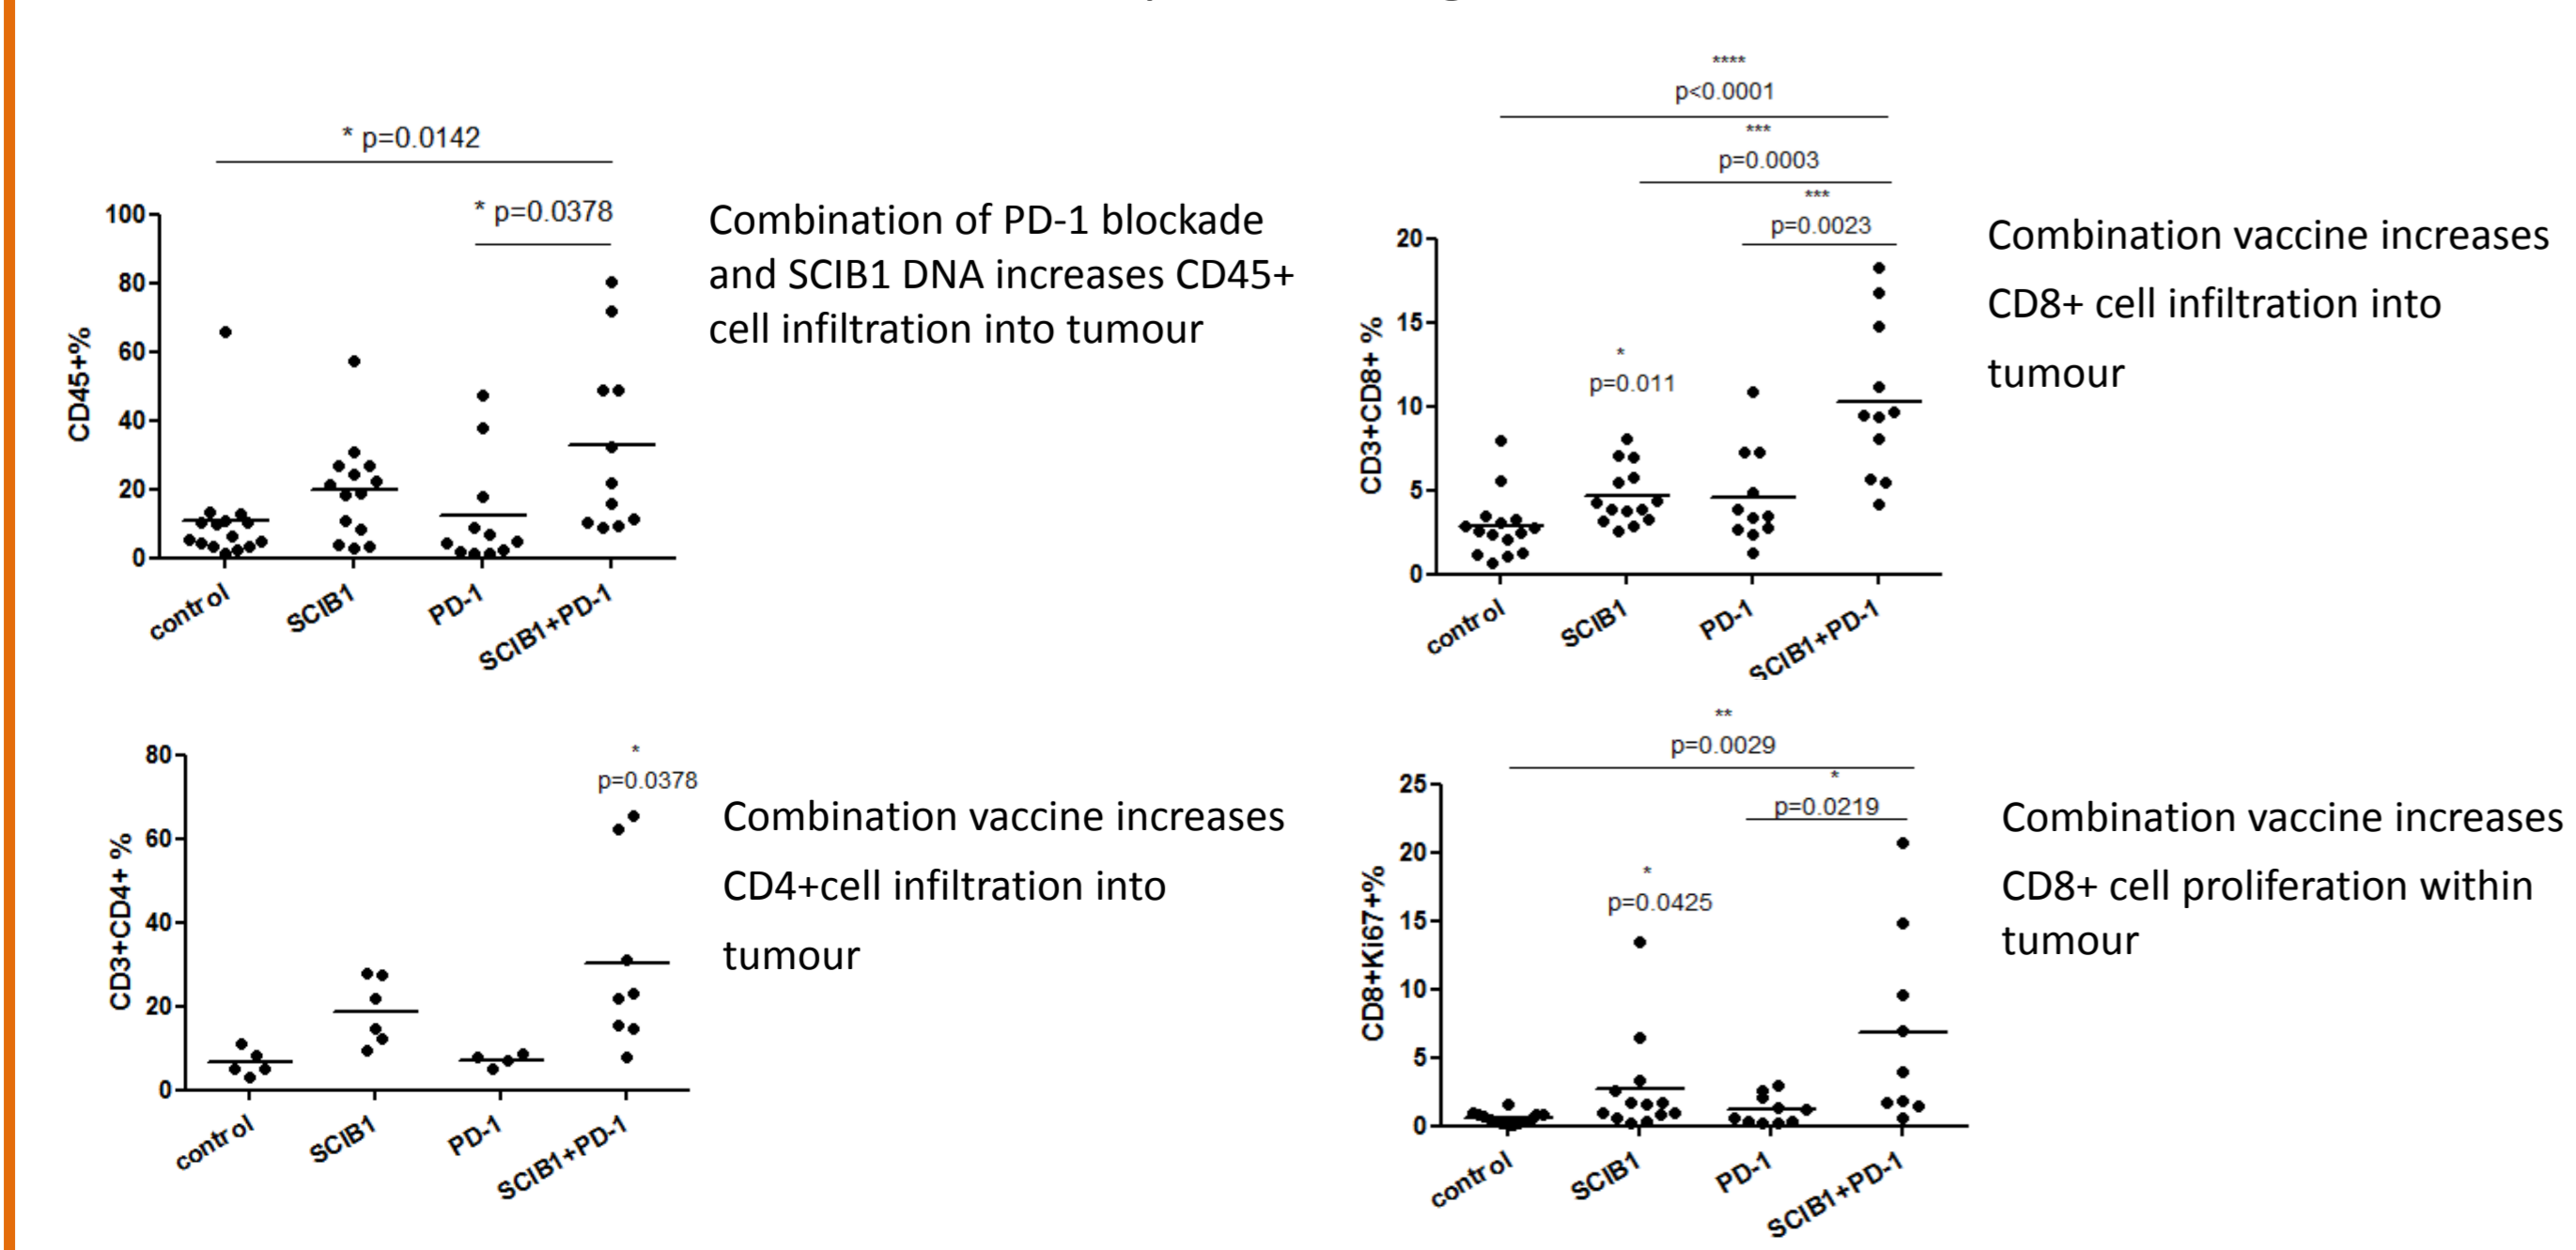 * p=0.0142
* p=0.0378
100
80
60
40
20
0
CD45+%
control
SCIB1
PD-1
SCIB1+PD-1
Combination of PD-1 blockade
and SCIB1 DNA increases CD45+
cell infiltration into tumour
****
p<0.0001
***
p=0.0003
***
p=0.0023
20
15
10
5
0
CD3+CD8+ %
*
p=0.011
control
SCIB1
PD-1
SCIB1+PD-1
Combination vaccine increases
CD8+ cell infiltration into
tumour
80
60
40
20
0
CD3+CD4+ %
*
p=0.0378
control
SCIB1
PD-1
SCIB1+PD-1
Combination vaccine increases
CD4+cell infiltration into
tumour
**
p=0.0029
*
p=0.0219
25
20
15
10
5
0
CD8+Ki67+%
*
p=0.0425
control
SCIB1
PD-1
SCIB1+PD-1
Combination vaccine increases
CD8+ cell proliferation within
tumour